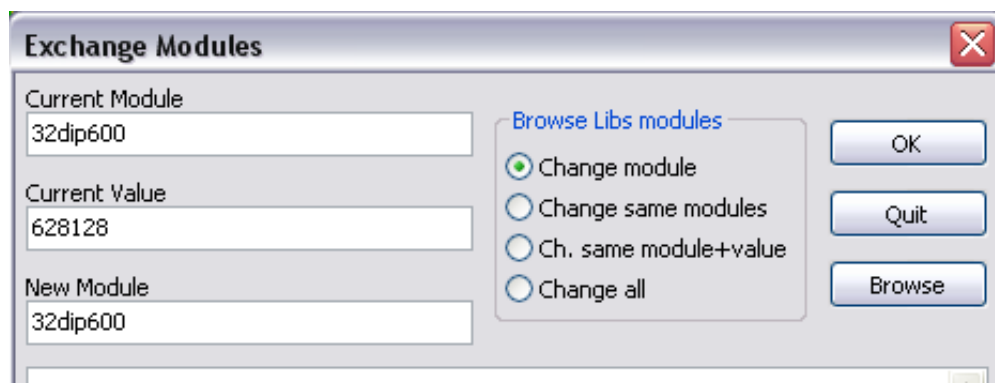 Exchange Modules
Current Module
32dip600
Current Value
628128
New Module
32dip600
Browse Libs modules
Change module
Change same modules
Ch. same module+value
Change all
OK
Quit
Browse